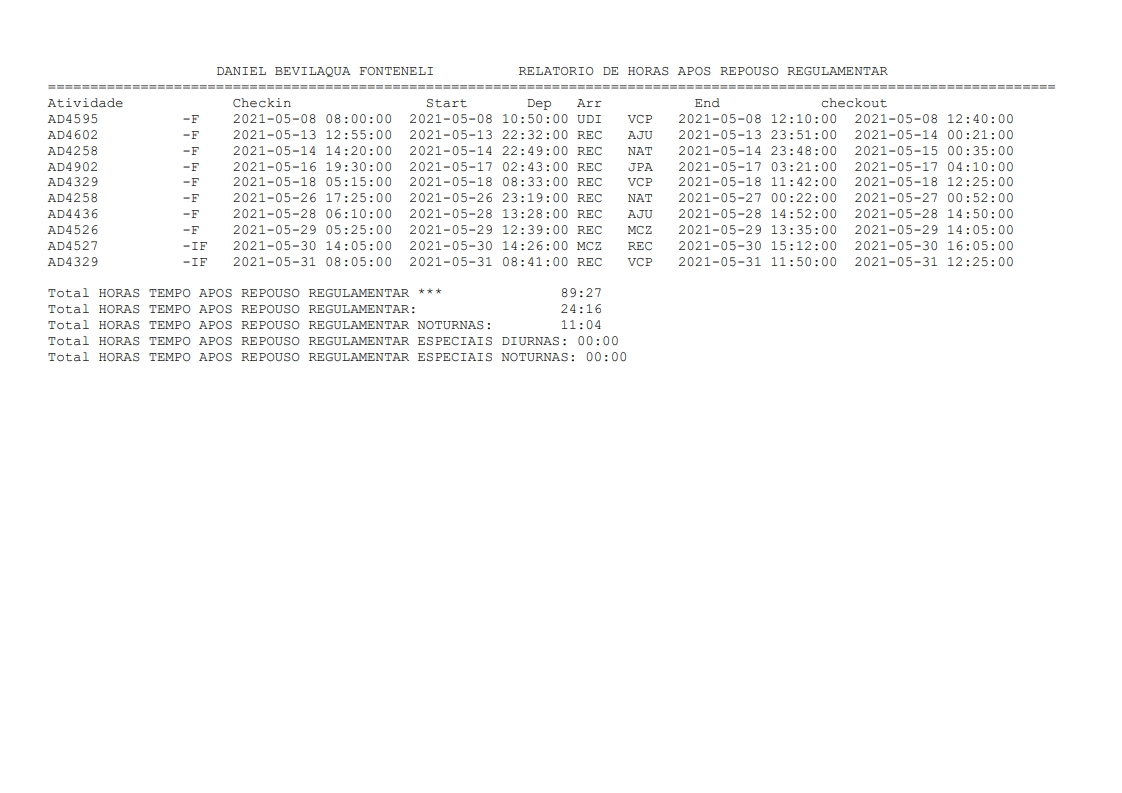 DANIEL BEVILAQUA FONTENELI          RELATORIO DE HORAS APOS REPOUSO REGULAMENTAR
========================================================================================================================
Atividade             Checkin                Start       Dep   Arr           End            checkout
AD4595          -F    2021-05-08 08:00:00  2021-05-08 10:50:00 UDI   VCP   2021-05-08 12:10:00  2021-05-08 12:40:00
AD4602          -F    2021-05-13 12:55:00  2021-05-13 22:32:00 REC   AJU   2021-05-13 23:51:00  2021-05-14 00:21:00
AD4258          -F    2021-05-14 14:20:00  2021-05-14 22:49:00 REC   NAT   2021-05-14 23:48:00  2021-05-15 00:35:00
AD4902          -F    2021-05-16 19:30:00  2021-05-17 02:43:00 REC   JPA   2021-05-17 03:21:00  2021-05-17 04:10:00
AD4329          -F    2021-05-18 05:15:00  2021-05-18 08:33:00 REC   VCP   2021-05-18 11:42:00  2021-05-18 12:25:00
AD4258          -F    2021-05-26 17:25:00  2021-05-26 23:19:00 REC   NAT   2021-05-27 00:22:00  2021-05-27 00:52:00
AD4436          -F    2021-05-28 06:10:00  2021-05-28 13:28:00 REC   AJU   2021-05-28 14:52:00  2021-05-28 14:50:00
AD4526          -F    2021-05-29 05:25:00  2021-05-29 12:39:00 REC   MCZ   2021-05-29 13:35:00  2021-05-29 14:05:00
AD4527          -IF   2021-05-30 14:05:00  2021-05-30 14:26:00 MCZ   REC   2021-05-30 15:12:00  2021-05-30 16:05:00
AD4329          -IF   2021-05-31 08:05:00  2021-05-31 08:41:00 REC   VCP   2021-05-31 11:50:00  2021-05-31 12:25:00
Total HORAS TEMPO APOS REPOUSO REGULAMENTAR ***              89:27
Total HORAS TEMPO APOS REPOUSO REGULAMENTAR:                 24:16
Total HORAS TEMPO APOS REPOUSO REGULAMENTAR NOTURNAS:        11:04
Total HORAS TEMPO APOS REPOUSO REGULAMENTAR ESPECIAIS DIURNAS: 00:00
Total HORAS TEMPO APOS REPOUSO REGULAMENTAR ESPECIAIS NOTURNAS: 00:00